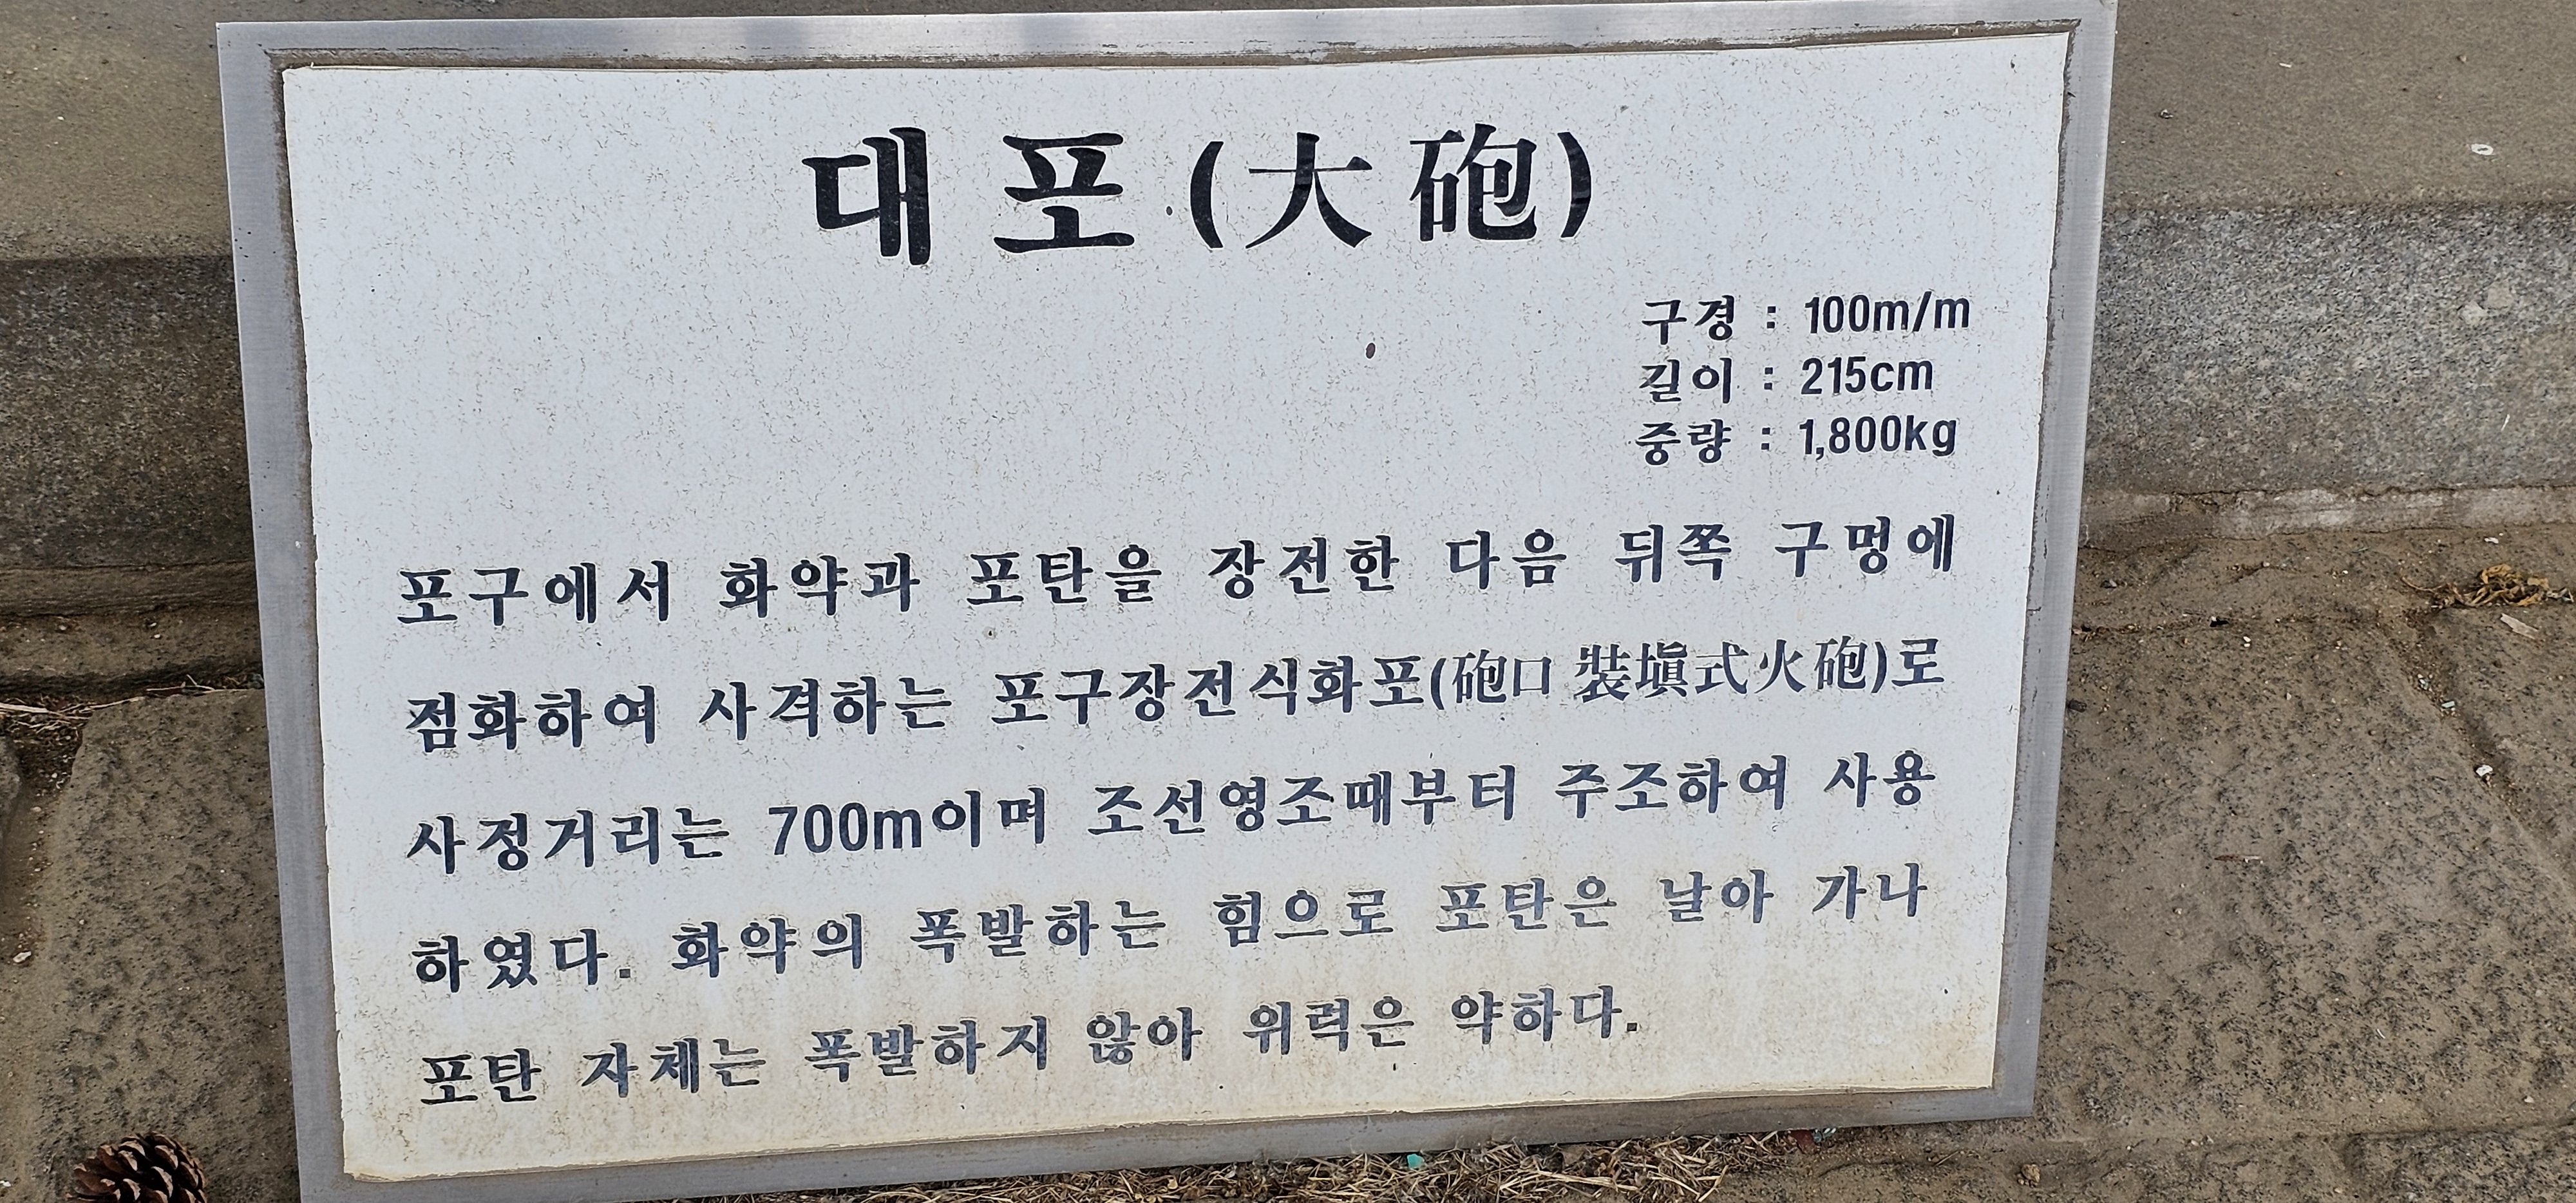 대포(大砲)
구경 : 100m/m
길이 : 215cm
중량 : 1,800kg
포구에서 화약과 포탄을 장전한 다음 뒤쪽 구멍에
점화하여 사격하는 포구장전식화포(砲口 裝塡式火砲)로
사정거리는 700m이며 조선영조때부터 주조하여 사용
하였다. 화약의 폭발하는 힘으로 포탄은 날아 가나
포탄 자체는 폭발하지 않아 위력은 약하다.